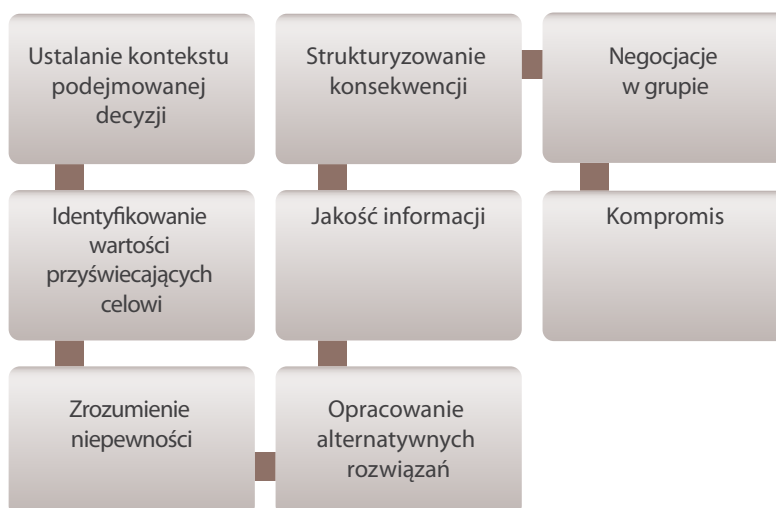 Ustalanie kontekstu
podejmowanej
decyzji
Identyfikowanie
wartości
przyświecających
celowi
Zrozumienie
niepewności
Opracowanie
alternatywnych
rozwiązań
Jakość informacji
Strukturyzowanie
konsekwencji
Negocjacje
w grupie
Kompromis